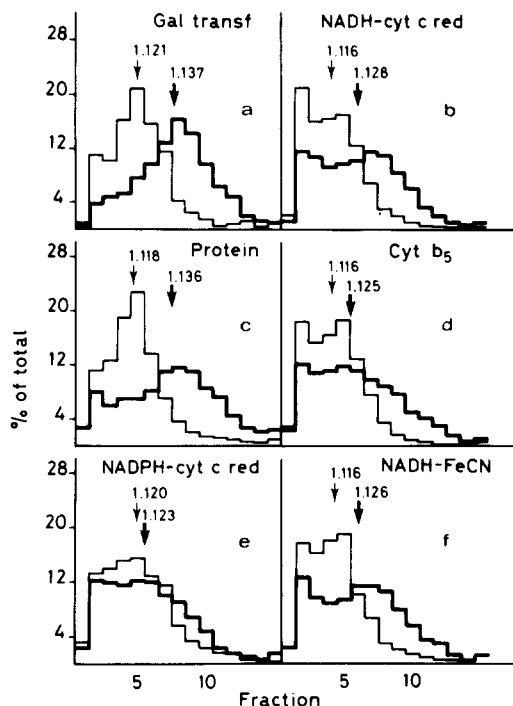 Gal transf
NADH-cyt c red
1.121
1.137
a
1.116
1.128
b
28
20
12
4
Protein
Cyt b5
1.118
1.136
c
1.116
1.125
d
28
20
12
4
% of total
NADPH-cyt c red
NADH-FeCN
1.120
1.123
e
1.116
1.126
f
28
20
12
4
5
10
5
10
Fraction